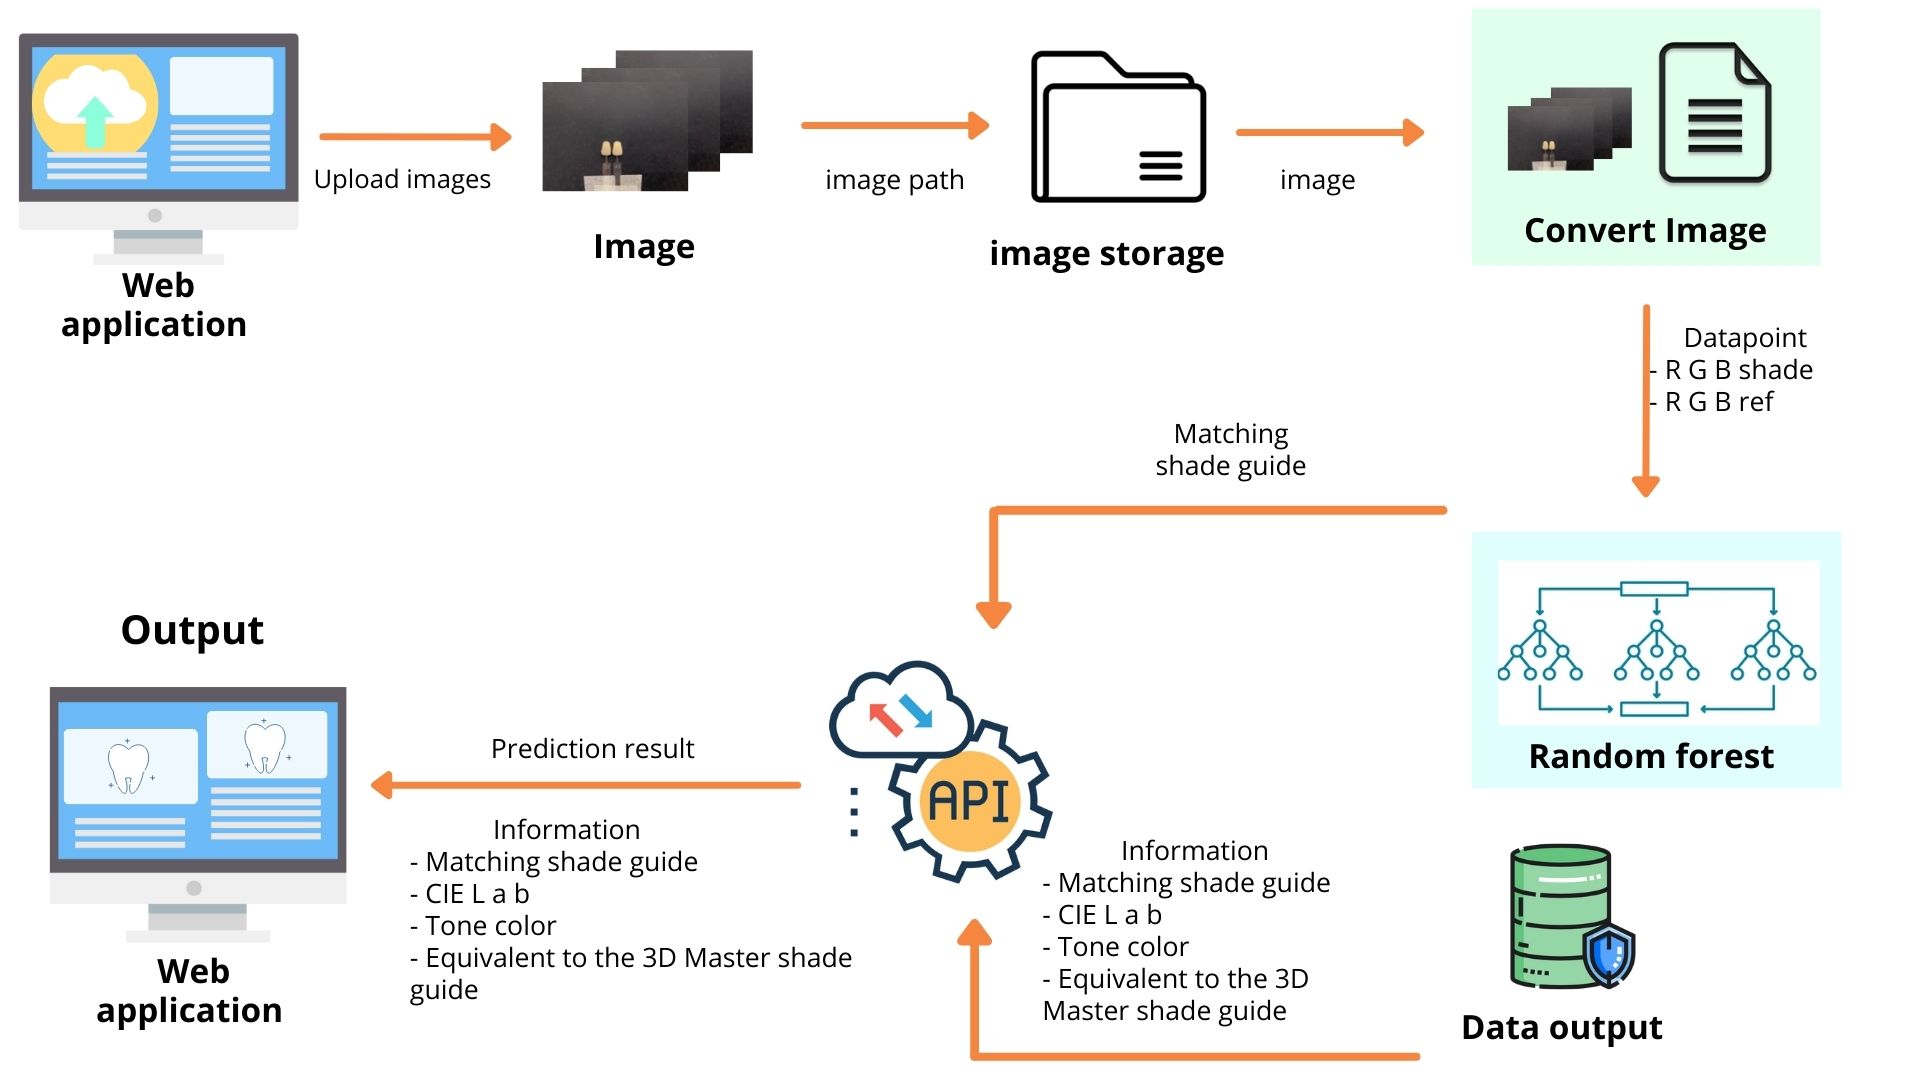 Upload images
image path
image
Web
application
Image
image storage
Convert Image
Datapoint
- R G B shade
- R G B ref
Matching
shade guide
Random forest
Output
Prediction result
Information
- Matching shade guide
- CIE L a b
- Tone color
- Equivalent to the 3D Master shade
guide
API
Information
- Matching shade guide
- CIE L a b
- Tone color
- Equivalent to the 3D
Master shade guide
Web
application
Data output